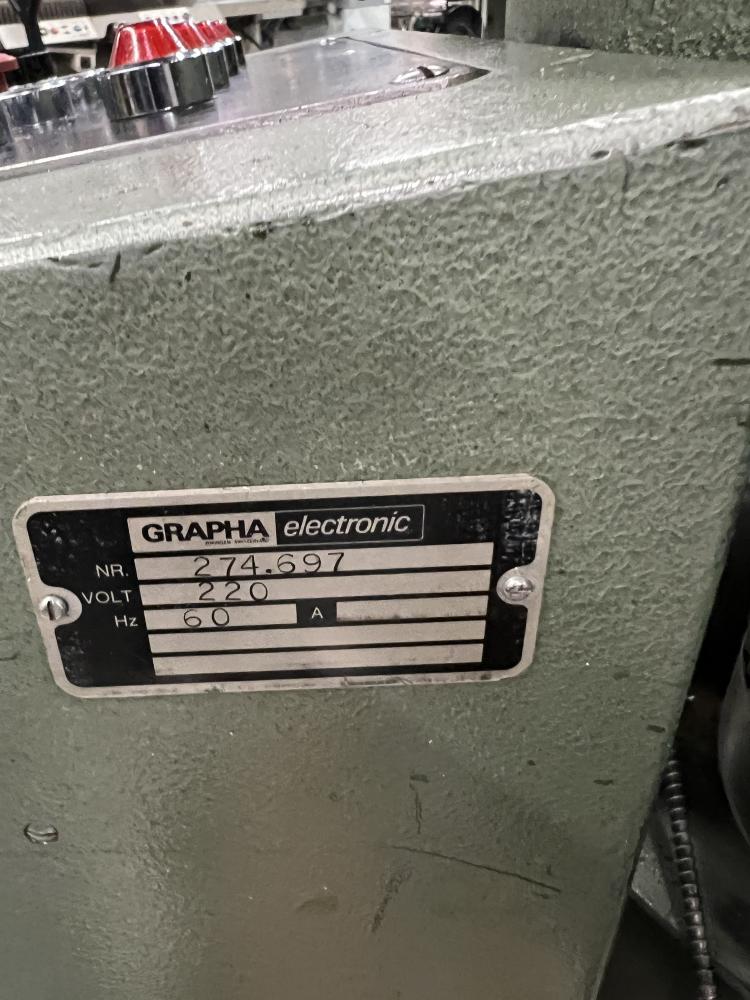 GRAPHA electronic
NR. 274.697
VOLT 220
Hz 60 A